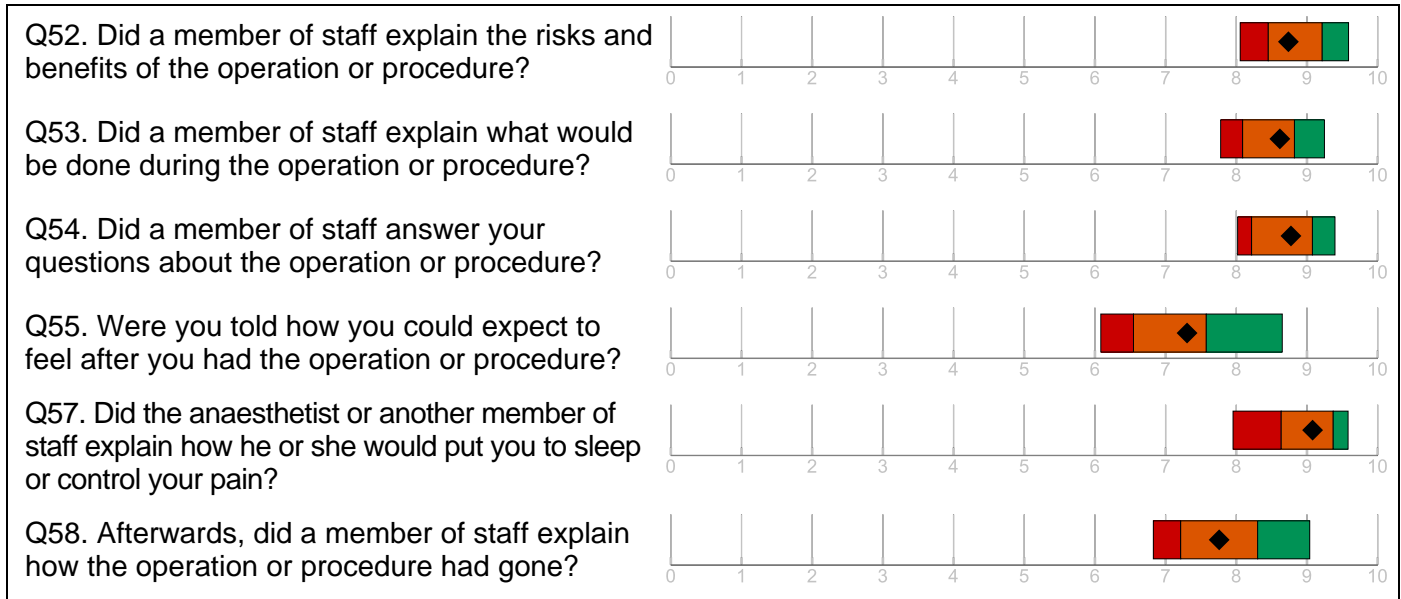 Q52. Did a member of staff explain the risks and
benefits of the operation or procedure?
0 1 2 3 4 5 6 7 8 9 10
Q53. Did a member of staff explain what would
be done during the operation or procedure?
0 1 2 3 4 5 6 7 8 9 10
Q54. Did a member of staff answer your
questions about the operation or procedure?
0 1 2 3 4 5 6 7 8 9 10
Q55. Were you told how you could expect to
feel after you had the operation or procedure?
0 1 2 3 4 5 6 7 8 9 10
Q57. Did the anaesthetist or another member of
staff explain how he or she would put you to sleep
or control your pain?
0 1 2 3 4 5 6 7 8 9 10
Q58. Afterwards, did a member of staff explain
how the operation or procedure had gone?
0 1 2 3 4 5 6 7 8 9 10